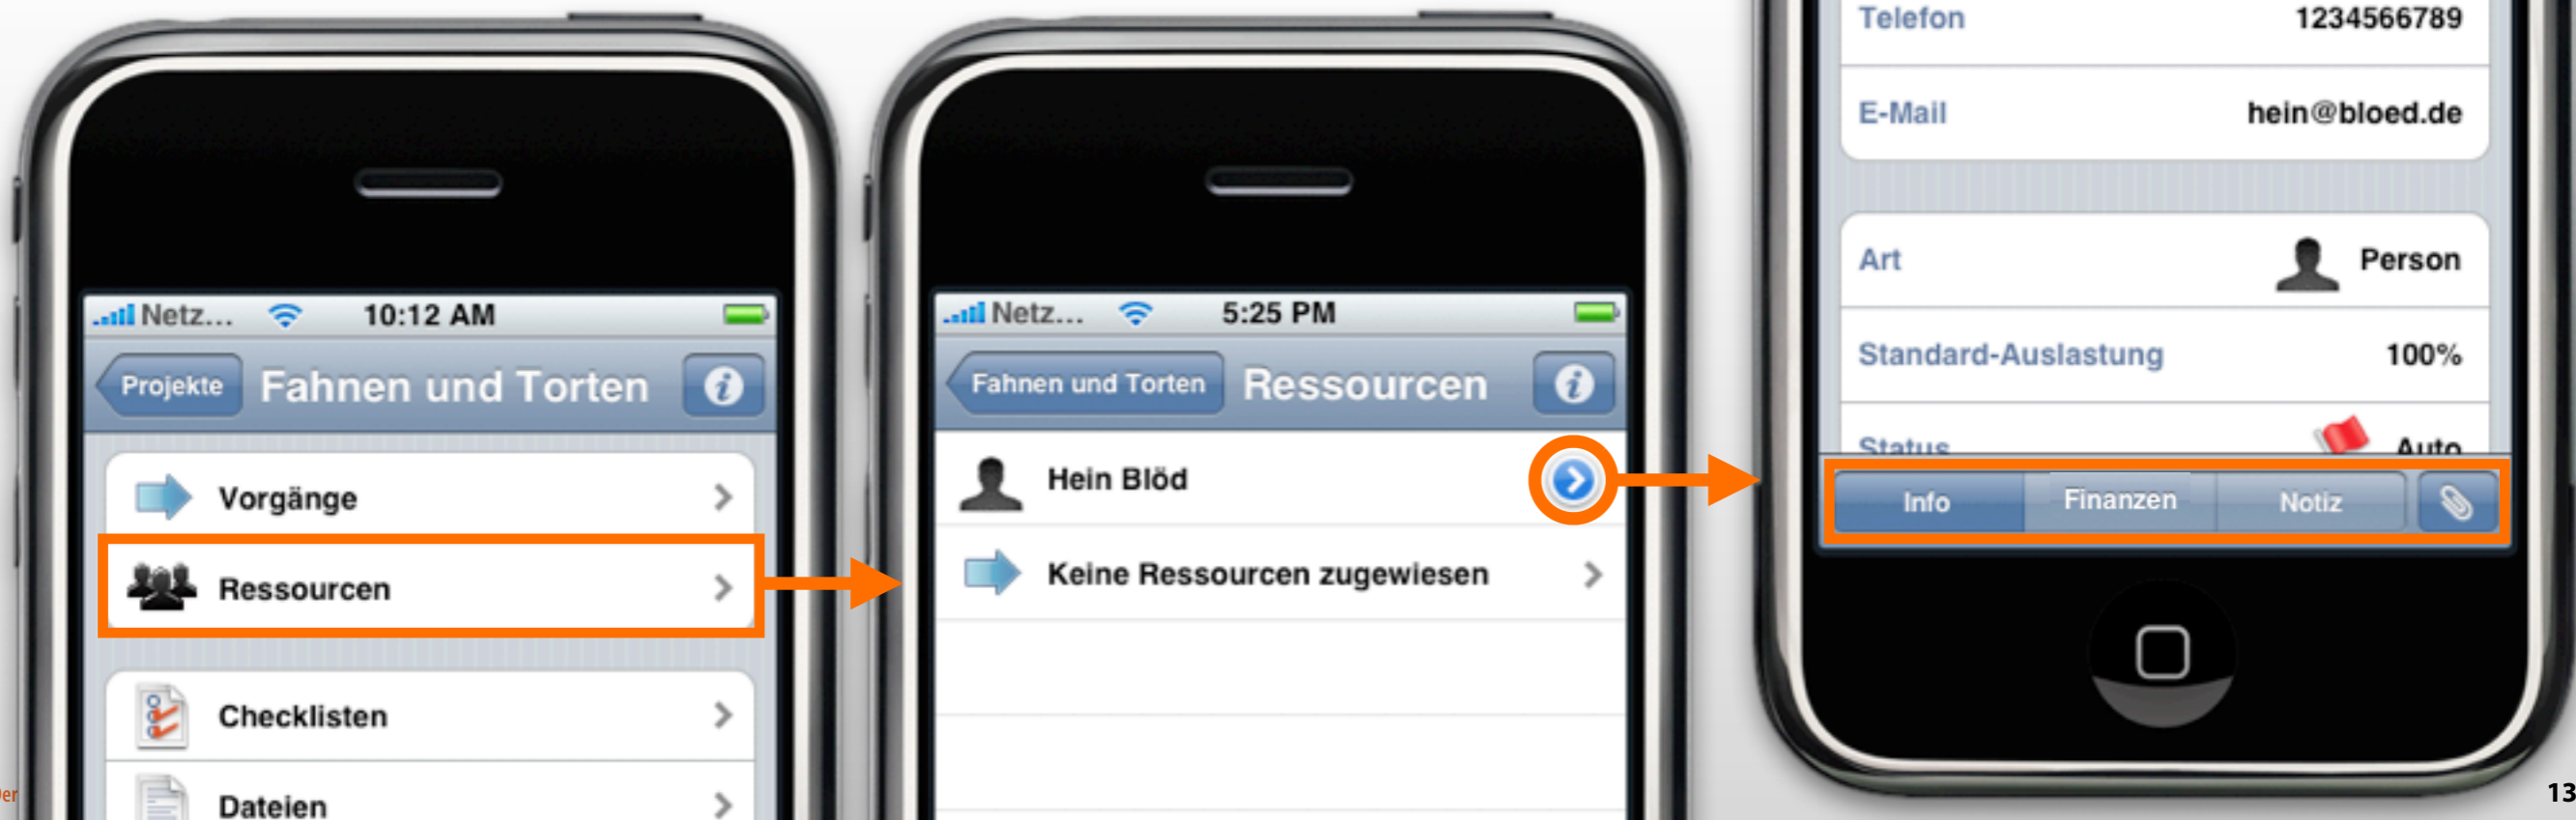 Netz...
10:12 AM
Projekte
Fahnen und Torten
Vorgänge
Ressourcen
Checklisten
Dateien
Netz...
5:25 PM
Fahnen und Torten
Ressourcen
Hein Blöd
Keine Ressourcen zugewiesen
Telefon 1234566789
E-Mail hein@bloed.de
Art Person
Standard-Auslastung 100%
Status Auto
Info Finanzen Notiz
13